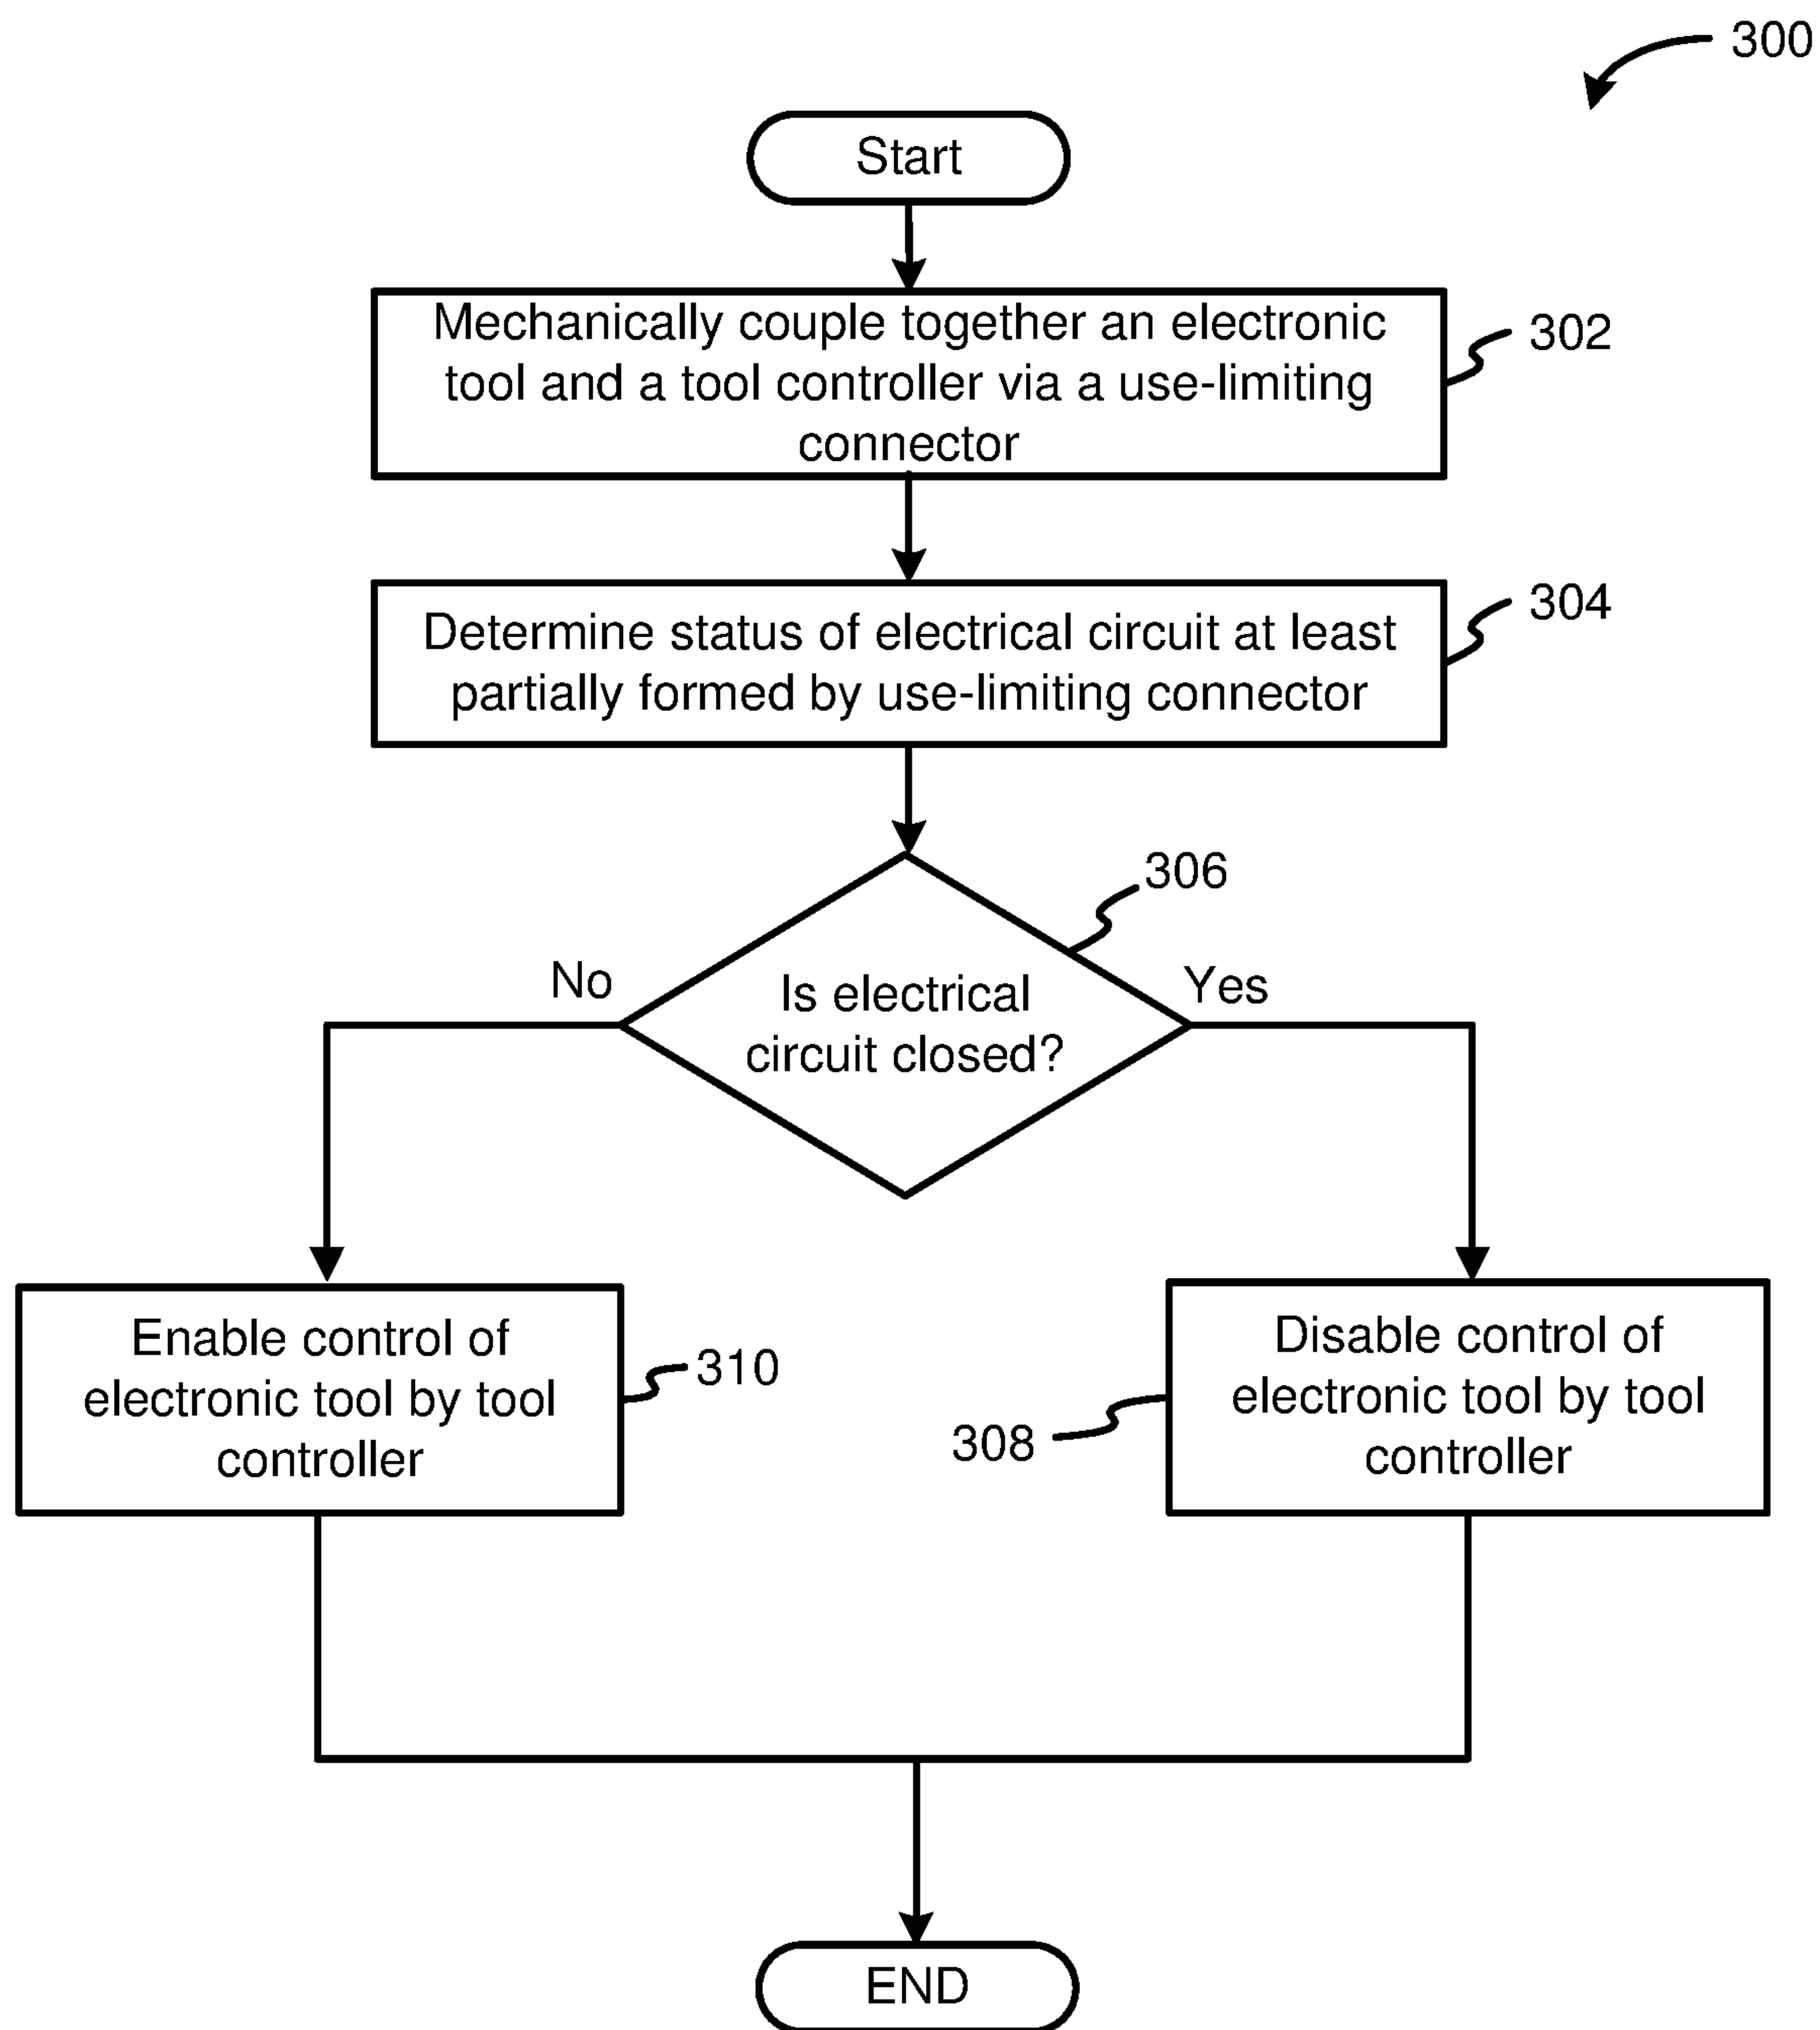 300
Start
Mechanically couple together an electronic
tool and a tool controller via a use-limiting
connector
302
Determine status of electrical circuit at least
partially formed by use-limiting connector
304
306
Is electrical
circuit closed?
No
Yes
Enable control of
electronic tool by tool
controller
310
Disable control of
electronic tool by tool
controller
308
END